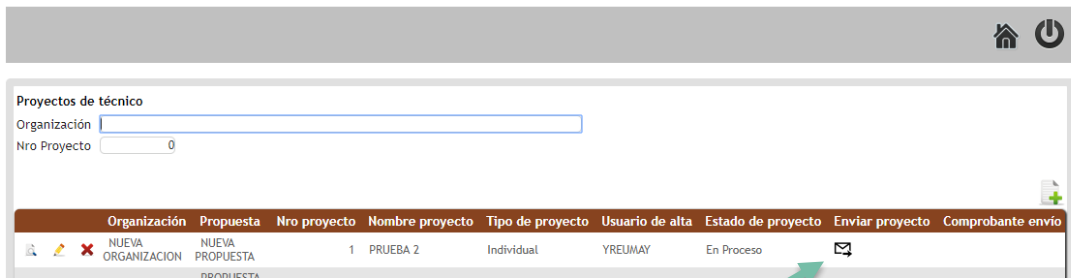 Proyectos de técnico
Organización
Nro Proyecto 0
Organización Propuesta Nro proyecto Nombre proyecto Tipo de proyecto Usuario de alta Estado de proyecto Enviar proyecto Comprobante envío
NUEVA ORGANIZACION NUEVA PROPUESTA 1 PRUEBA 2 Individual YREUMAY En Proceso
PROPUESTA